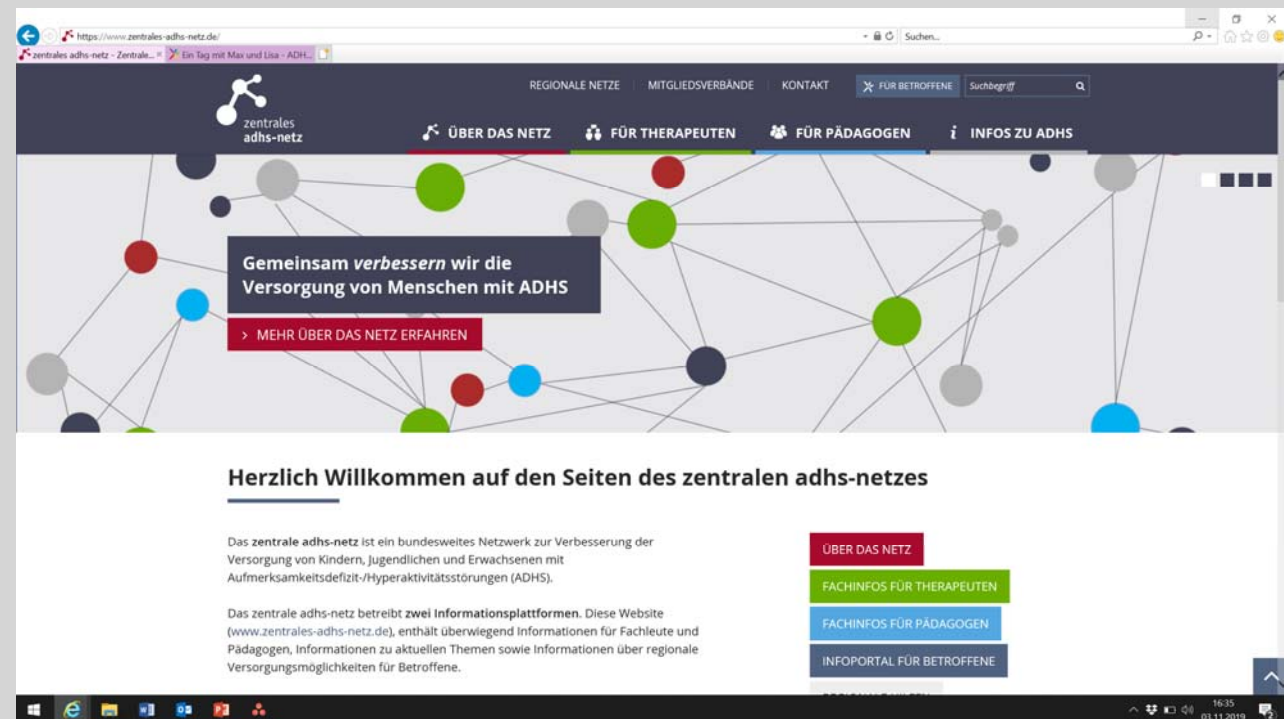 https://www.zentrales-adhs-netz.de/
Suchen...
zentrales adhs-netz - Zentrale...
Ein Tag mit Max und Lisa - ADH...
REGIONALE NETZE
MITGLIEDSVERBÄNDE
KONTAKT
FÜR BETROFFENE
Suchbegriff
zentrales
adhs-netz
ÜBER DAS NETZ
FÜR THERAPEUTEN
FÜR PÄDAGOGEN
i INFOS ZU ADHS
Gemeinsam verbessern wir die
Versorgung von Menschen mit ADHS
> MEHR ÜBER DAS NETZ ERFAHREN
Herzlich Willkommen auf den Seiten des zentralen adhs-netzes
Das zentrale adhs-netz ist ein bundesweites Netzwerk zur Verbesserung der
Versorgung von Kindern, Jugendlichen und Erwachsenen mit
Aufmerksamkeitsdefizit-/Hyperaktivitätsstörungen (ADHS).
Das zentrale adhs-netz betreibt zwei Informationsplattformen. Diese Website
(www.zentrales-adhs-netz.de), enthält überwiegend Informationen für Fachleute und
Pädagogen, Informationen zu aktuellen Themen sowie Informationen über regionale
Versorgungsmöglichkeiten für Betroffene.
ÜBER DAS NETZ
FACHINFOS FÜR THERAPEUTEN
FACHINFOS FÜR PÄDAGOGEN
INFOPORTAL FÜR BETROFFENE
16:35
03.11.2019